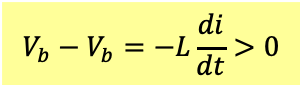 V_b − V_b = −L di/dt > 0